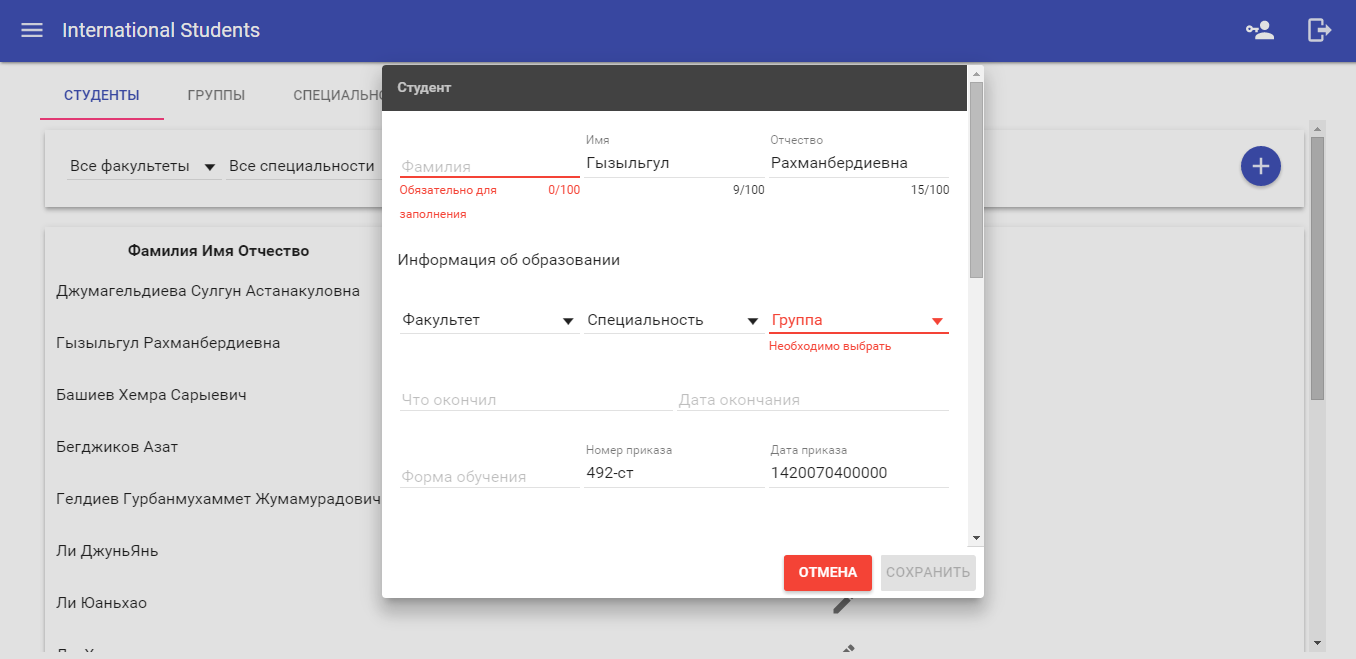 International Students
СТУДЕНТЫ ГРУППЫ СПЕЦИАЛЬНО
Все факультеты Все специальности
Фамилия Имя Отчество
Джумагельдиева Сулгун Астанакуловна
Гызыльгул Рахманбердиевна
Башиев Хемра Сарыевич
Бегджиков Азат
Гелдиев Гурбанмухаммет Жумамурадович
Ли ДжуньЯнь
Ли Юаньхао
Студент
Имя Отчество
Фамилия Гызыльгул Рахманбердиевна
Обязательно для 0/100 9/100 15/100
заполнения
Информация об образовании
Факультет Специальность Группа
Необходимо выбрать
Что окончил Дата окончания
Номер приказа Дата приказа
Форма обучения 492-ст 1420070400000
ОТМЕНА СОХРАНИТЬ